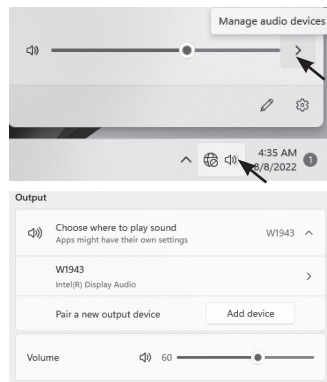 Manage audio devices
4:35 AM
8/8/2022
1
Output
Choose where to play sound
Apps might have their own settings
W1943
W1943
Intel(R) Display Audio
Pair a new output device
Add device
Volume
60